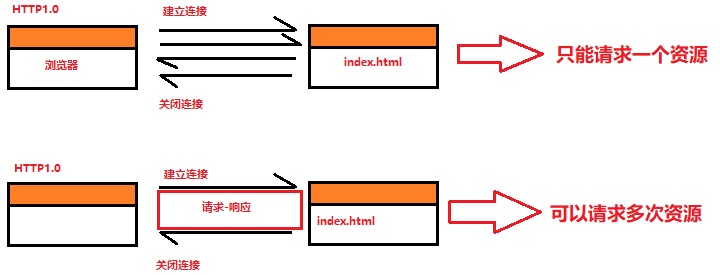 HTTP1.0
建立连接
浏览器
index.html
只能请求一个资源
关闭连接
HTTP1.0
建立连接
请求-响应
index.html
可以请求多次资源
关闭连接